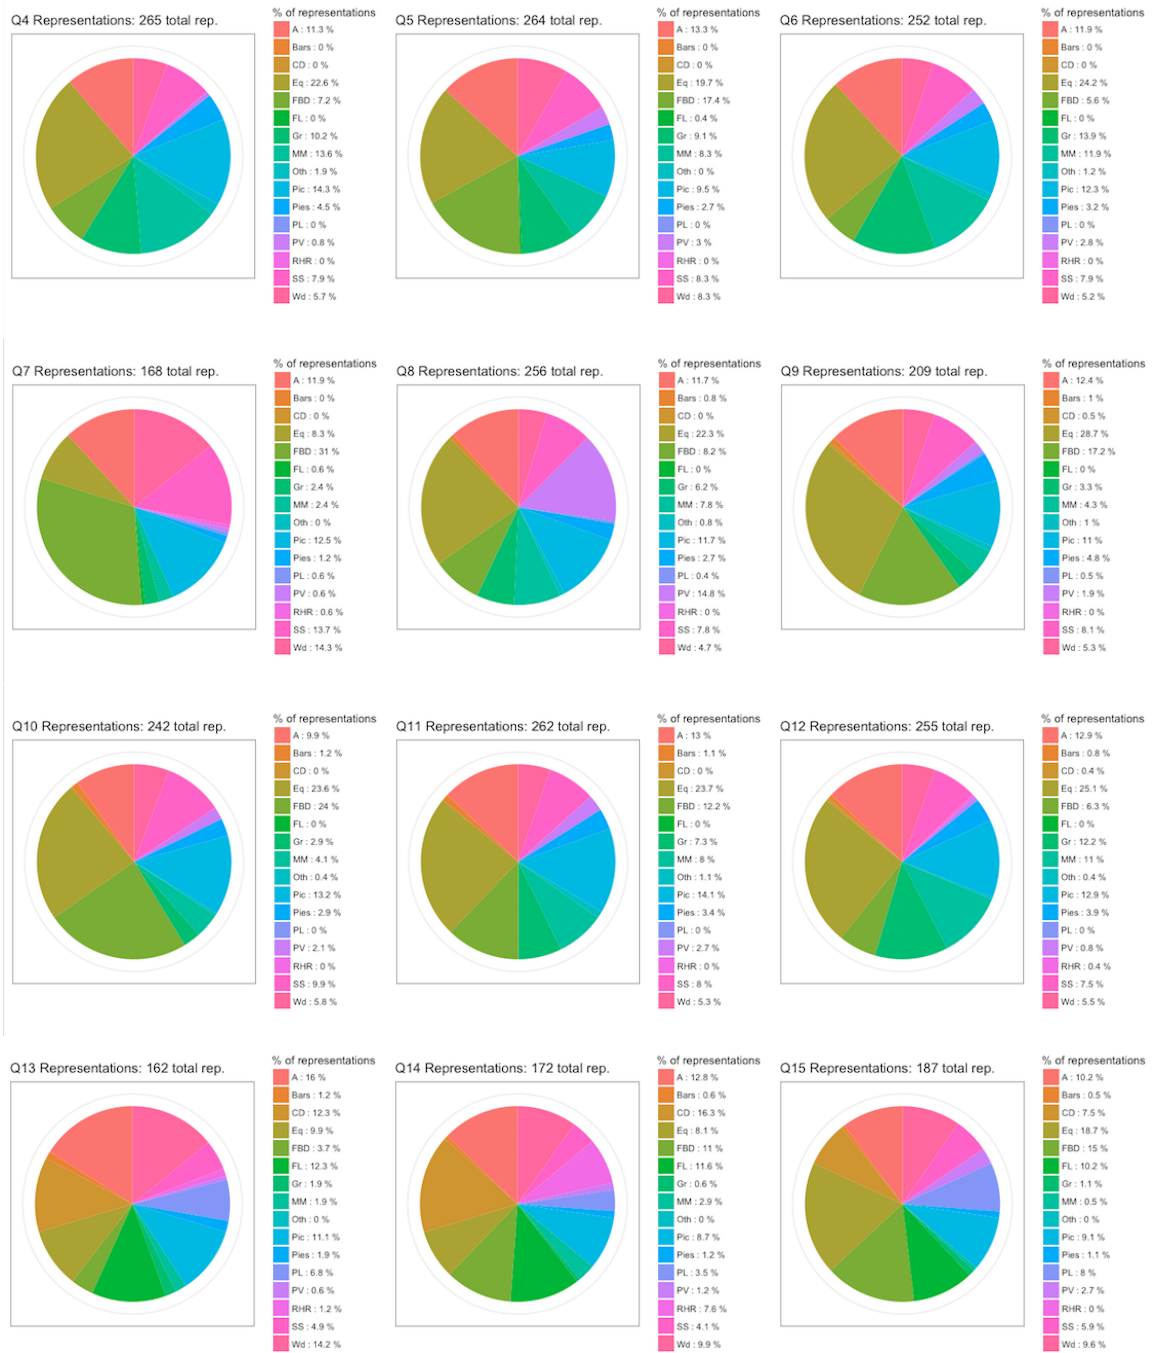 Q4 Representations: 265 total rep.
% of representations
A : 11.3 %
Bars : 0 %
CD : 0 %
Eq : 22.6 %
FBD : 7.2 %
FL : 0 %
Gr : 10.2 %
MM : 13.6 %
Oth : 1.9 %
Pic : 14.3 %
Pies : 4.5 %
PL : 0 %
PV : 0.8 %
RHR : 0 %
SS : 7.9 %
Wd : 5.7 %
Q5 Representations: 264 total rep.
% of representations
A : 13.3 %
Bars : 0 %
CD : 0 %
Eq : 19.7 %
FBD : 17.4 %
FL : 0.4 %
Gr : 9.1 %
MM : 8.3 %
Oth : 0 %
Pic : 9.5 %
Pies : 2.7 %
PL : 0 %
PV : 3 %
RHR : 0 %
SS : 8.3 %
Wd : 8.3 %
Q6 Representations: 252 total rep.
% of representations
A : 11.9 %
Bars : 0 %
CD : 0 %
Eq : 24.2 %
FBD : 5.6 %
FL : 0 %
Gr : 13.9 %
MM : 11.9 %
Oth : 1.2 %
Pic : 12.3 %
Pies : 3.2 %
PL : 0 %
PV : 2.8 %
RHR : 0 %
SS : 7.9 %
Wd : 5.2 %
Q7 Representations: 168 total rep.
% of representations
A : 11.9 %
Bars : 0 %
CD : 0 %
Eq : 8.3 %
FBD : 31 %
FL : 0.6 %
Gr : 2.4 %
MM : 2.4 %
Oth : 0 %
Pic : 12.5 %
Pies : 1.2 %
PL : 0.6 %
PV : 0.6 %
RHR : 0.6 %
SS : 13.7 %
Wd : 14.3 %
Q8 Representations: 256 total rep.
% of representations
A : 11.7 %
Bars : 0.8 %
CD : 0 %
Eq : 22.3 %
FBD : 8.2 %
FL : 0 %
Gr : 6.2 %
MM : 7.8 %
Oth : 0.8 %
Pic : 11.7 %
Pies : 2.7 %
PL : 0.4 %
PV : 14.8 %
RHR : 0 %
SS : 7.8 %
Wd : 4.7 %
Q9 Representations: 209 total rep.
% of representations
A : 12.4 %
Bars : 1 %
CD : 0.5 %
Eq : 28.7 %
FBD : 17.2 %
FL : 0 %
Gr : 3.3 %
MM : 4.3 %
Oth : 1 %
Pic : 11 %
Pies : 4.8 %
PL : 0.5 %
PV : 1.9 %
RHR : 0 %
SS : 8.1 %
Wd : 5.3 %
Q10 Representations: 242 total rep.
% of representations
A : 9.9 %
Bars : 1.2 %
CD : 0 %
Eq : 23.6 %
FBD : 24 %
FL : 0 %
Gr : 2.9 %
MM : 4.1 %
Oth : 0.4 %
Pic : 13.2 %
Pies : 2.9 %
PL : 0 %
PV : 2.1 %
RHR : 0 %
SS : 9.9 %
Wd : 5.8 %
Q11 Representations: 262 total rep.
% of representations
A : 13 %
Bars : 1.1 %
CD : 0 %
Eq : 23.7 %
FBD : 12.2 %
FL : 0 %
Gr : 7.3 %
MM : 8 %
Oth : 1.1 %
Pic : 14.1 %
Pies : 3.4 %
PL : 0 %
PV : 2.7 %
RHR : 0 %
SS : 8 %
Wd : 5.3 %
Q12 Representations: 255 total rep.
% of representations
A : 12.9 %
Bars : 0.8 %
CD : 0.4 %
Eq : 25.1 %
FBD : 6.3 %
FL : 0 %
Gr : 12.2 %
MM : 11 %
Oth : 0.4 %
Pic : 12.9 %
Pies : 3.9 %
PL : 0 %
PV : 0.8 %
RHR : 0.4 %
SS : 7.5 %
Wd : 5.5 %
Q13 Representations: 162 total rep.
% of representations
A : 16 %
Bars : 1.2 %
CD : 12.3 %
Eq : 9.9 %
FBD : 3.7 %
FL : 12.3 %
Gr : 1.9 %
MM : 1.9 %
Oth : 0 %
Pic : 11.1 %
Pies : 1.9 %
PL : 6.8 %
PV : 0.6 %
RHR : 1.2 %
SS : 4.9 %
Wd : 14.2 %
Q14 Representations: 172 total rep.
% of representations
A : 12.8 %
Bars : 0.6 %
CD : 16.3 %
Eq : 8.1 %
FBD : 11 %
FL : 11.6 %
Gr : 0.6 %
MM : 2.9 %
Oth : 0 %
Pic : 8.7 %
Pies : 1.2 %
PL : 3.5 %
PV : 1.2 %
RHR : 7.6 %
SS : 4.1 %
Wd : 9.9 %
Q15 Representations: 187 total rep.
% of representations
A : 10.2 %
Bars : 0.5 %
CD : 7.5 %
Eq : 18.7 %
FBD : 15 %
FL : 10.2 %
Gr : 1.1 %
MM : 0.5 %
Oth : 0 %
Pic : 9.1 %
Pies : 1.1 %
PL : 8 %
PV : 2.7 %
RHR : 0 %
SS : 5.9 %
Wd : 9.6 %